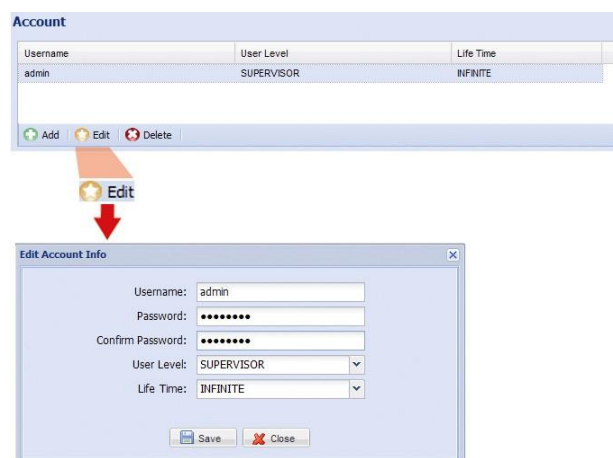 Account
Username User Level Life Time
admin SUPERVISOR INFINITE
Add Edit Delete
Edit
Edit Account Info
Username: admin
Password: ●●●●●●●●
Confirm Password: ●●●●●●●●
User Level: SUPERVISOR
Life Time: INFINITE
Save Close